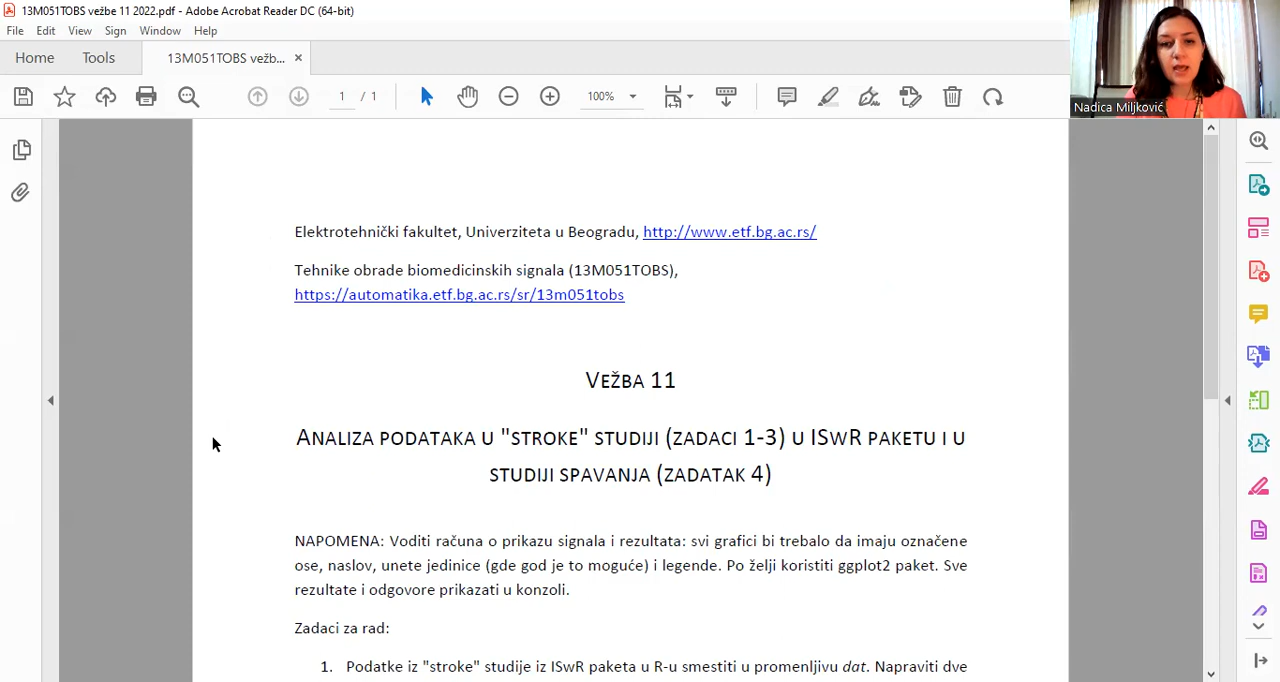 13M051TOBS vežbe 11 2022.pdf - Adobe Acrobat Reader DC (64-bit)
File Edit View Sign Window Help
Home Tools 13M051TOBS vežb... ×
1 / 1 100%
Nadica Miljković
Elektrotehnički fakultet, Univerziteta u Beogradu, http://www.etf.bg.ac.rs/
Tehnike obrade biomedicinskih signala (13M051TOBS),
https://automatika.etf.bg.ac.rs/sr/13m051tobs
VEŽBA 11
ANALIZA PODATAKA U "STROKE" STUDIJI (ZADACI 1-3) U ISWR PAKETU I U
STUDIJI SPAVANJA (ZADATAK 4)
NAPOMENA: Voditi računa o prikazu signala i rezultata: svi grafici bi trebalo da imaju označene
ose, naslov, unete jedinice (gde god je to moguće) i legende. Po želji koristiti ggplot2 paket. Sve
rezultate i odgovore prikazati u konzoli.
Zadaci za rad:
1. Podatke iz "stroke" studije iz ISwR paketa u R-u smestiti u promenljivu dat. Napraviti dve